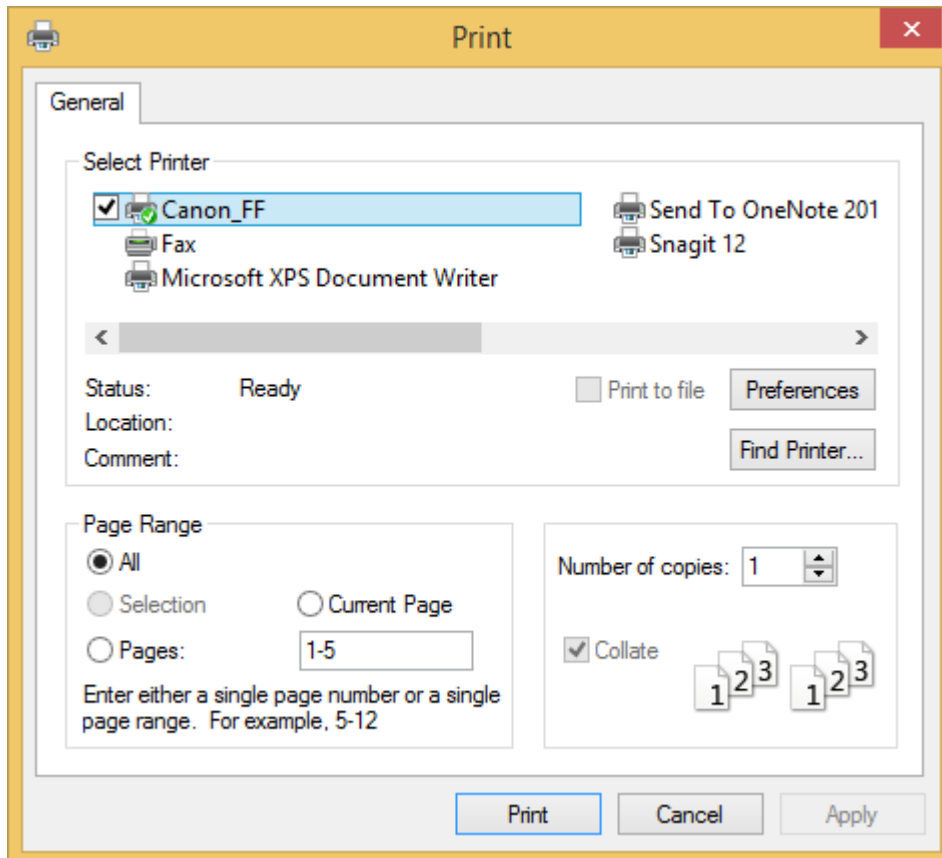 Print
General
Select Printer
Canon_FF
Send To OneNote 201
Fax
Snagit 12
Microsoft XPS Document Writer
Status: Ready
Print to file
Preferences
Location:
Comment:
Find Printer...
Page Range
All
Number of copies: 1
Selection
Current Page
Pages: 1-5
Collate
1 2 3 1 2 3
Enter either a single page number or a single
page range. For example, 5-12
Print
Cancel
Apply